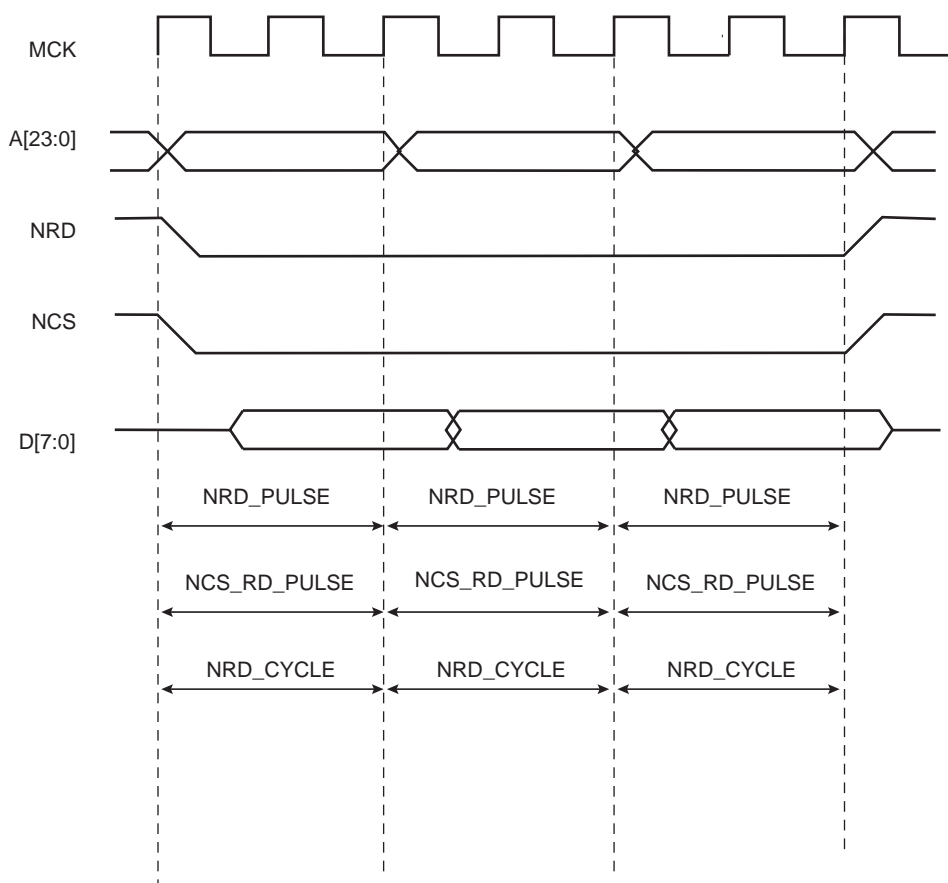 MCK
A[23:0]
NRD
NCS
D[7:0]
NRD_PULSE NRD_PULSE NRD_PULSE
NCS_RD_PULSE NCS_RD_PULSE NCS_RD_PULSE
NRD_CYCLE NRD_CYCLE NRD_CYCLE